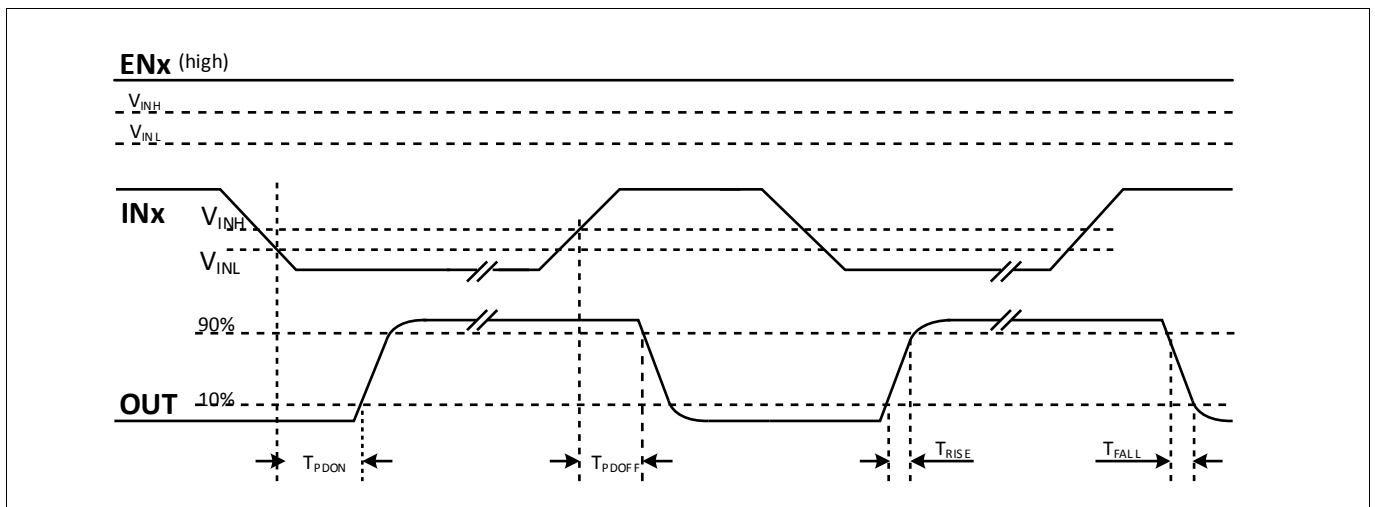 ENx (high)
VINH
VINL
INx
VINH
VINL
90%
OUT
10%
TPDON
TPDOFF
TRISE
TFALL